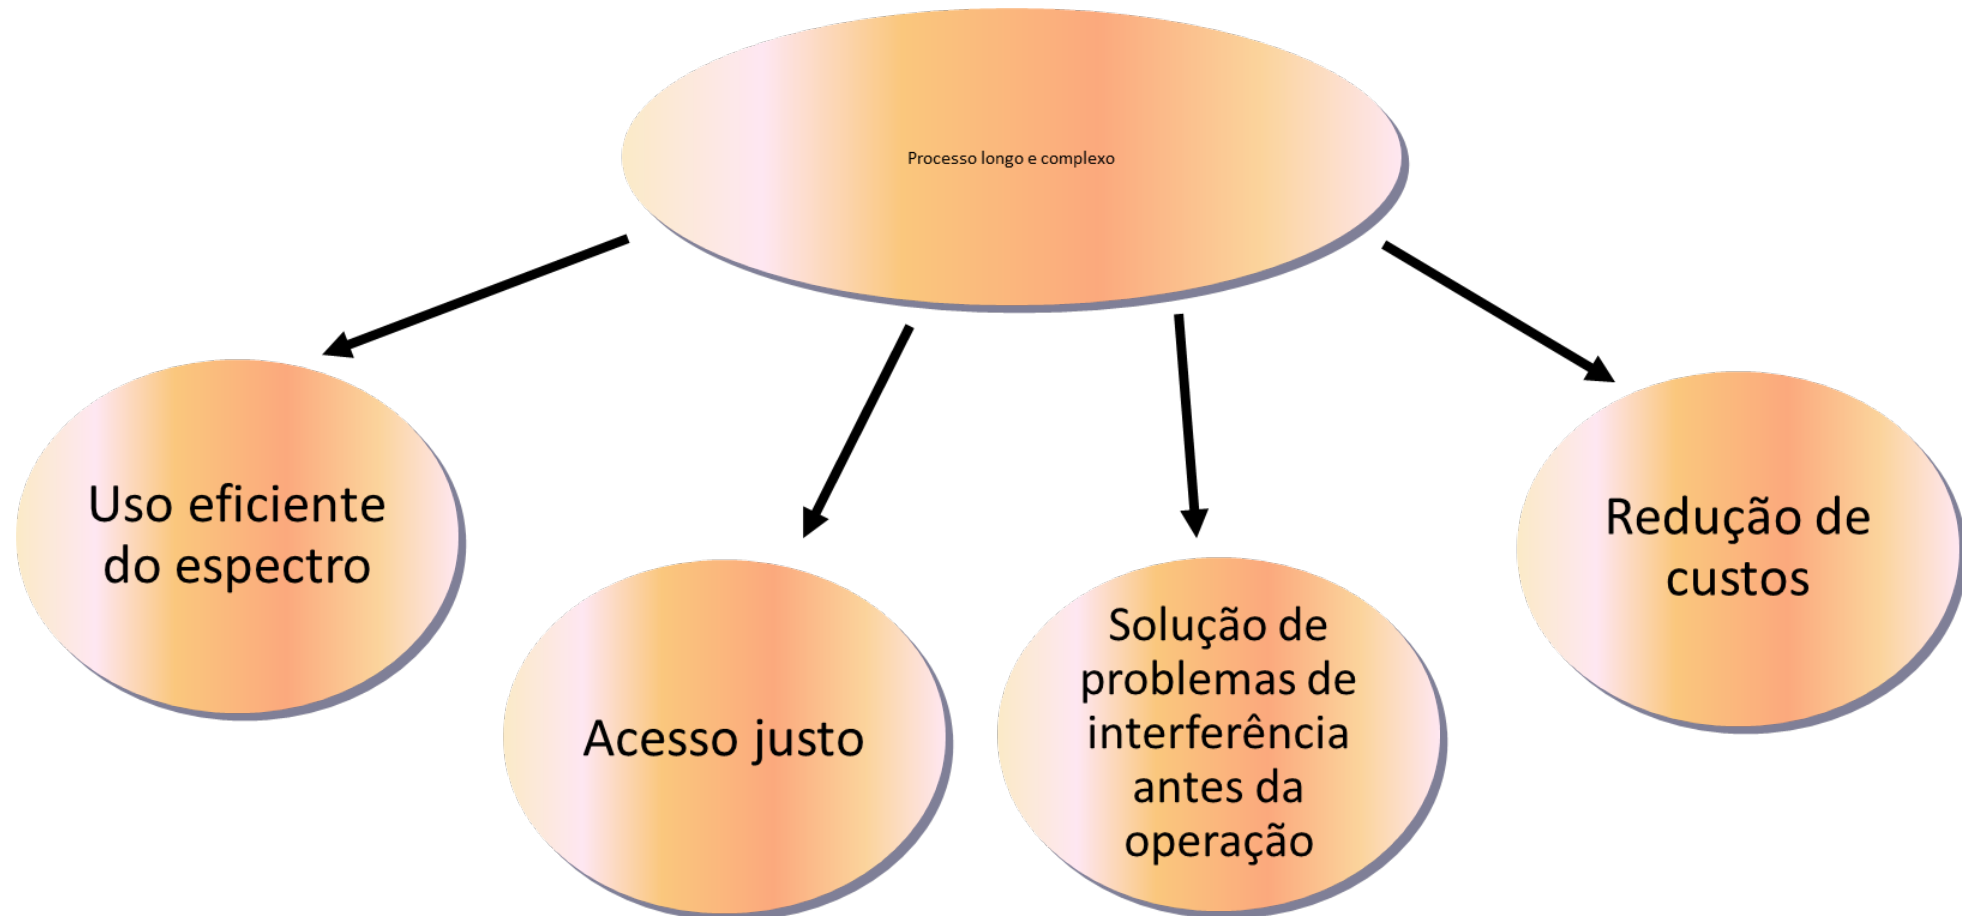 Processo longo e complexo
Uso eficiente
do espectro
Acesso justo
Solução de
problemas de
interferência
antes da
operação
Redução de
custos